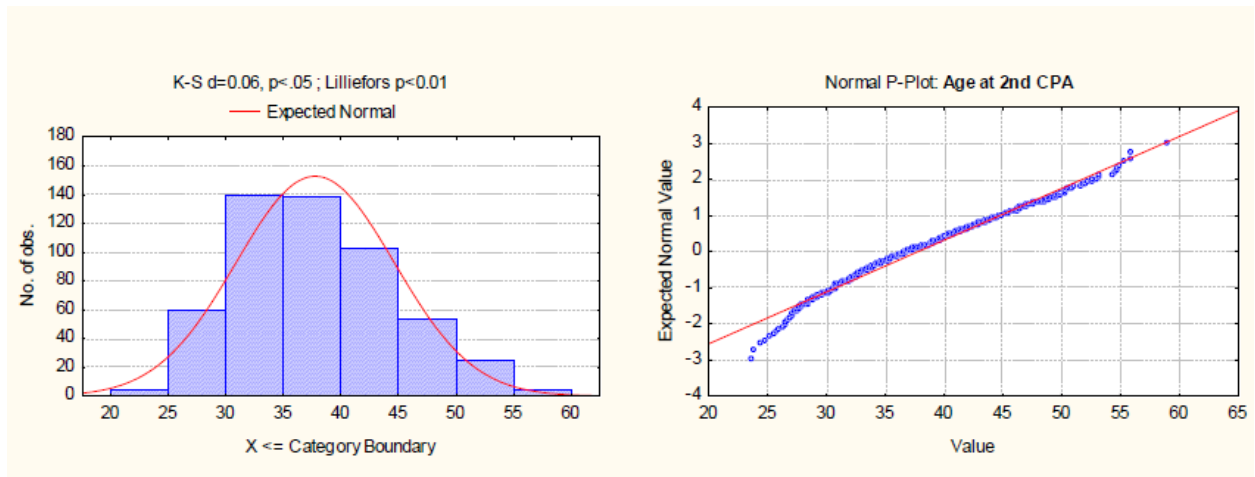 K-S d=0.06, p<.05 ; Lilliefors p<0.01
Expected Normal
180
160
140
120
100
80
60
40
20
0
No. of obs.
20 25 30 35 40 45 50 55 60
X <= Category Boundary
Normal P-Plot: Age at 2nd CPA
4
3
2
1
0
-1
-2
-3
-4
Expected Normal Value
20 25 30 35 40 45 50 55 60 65
Value